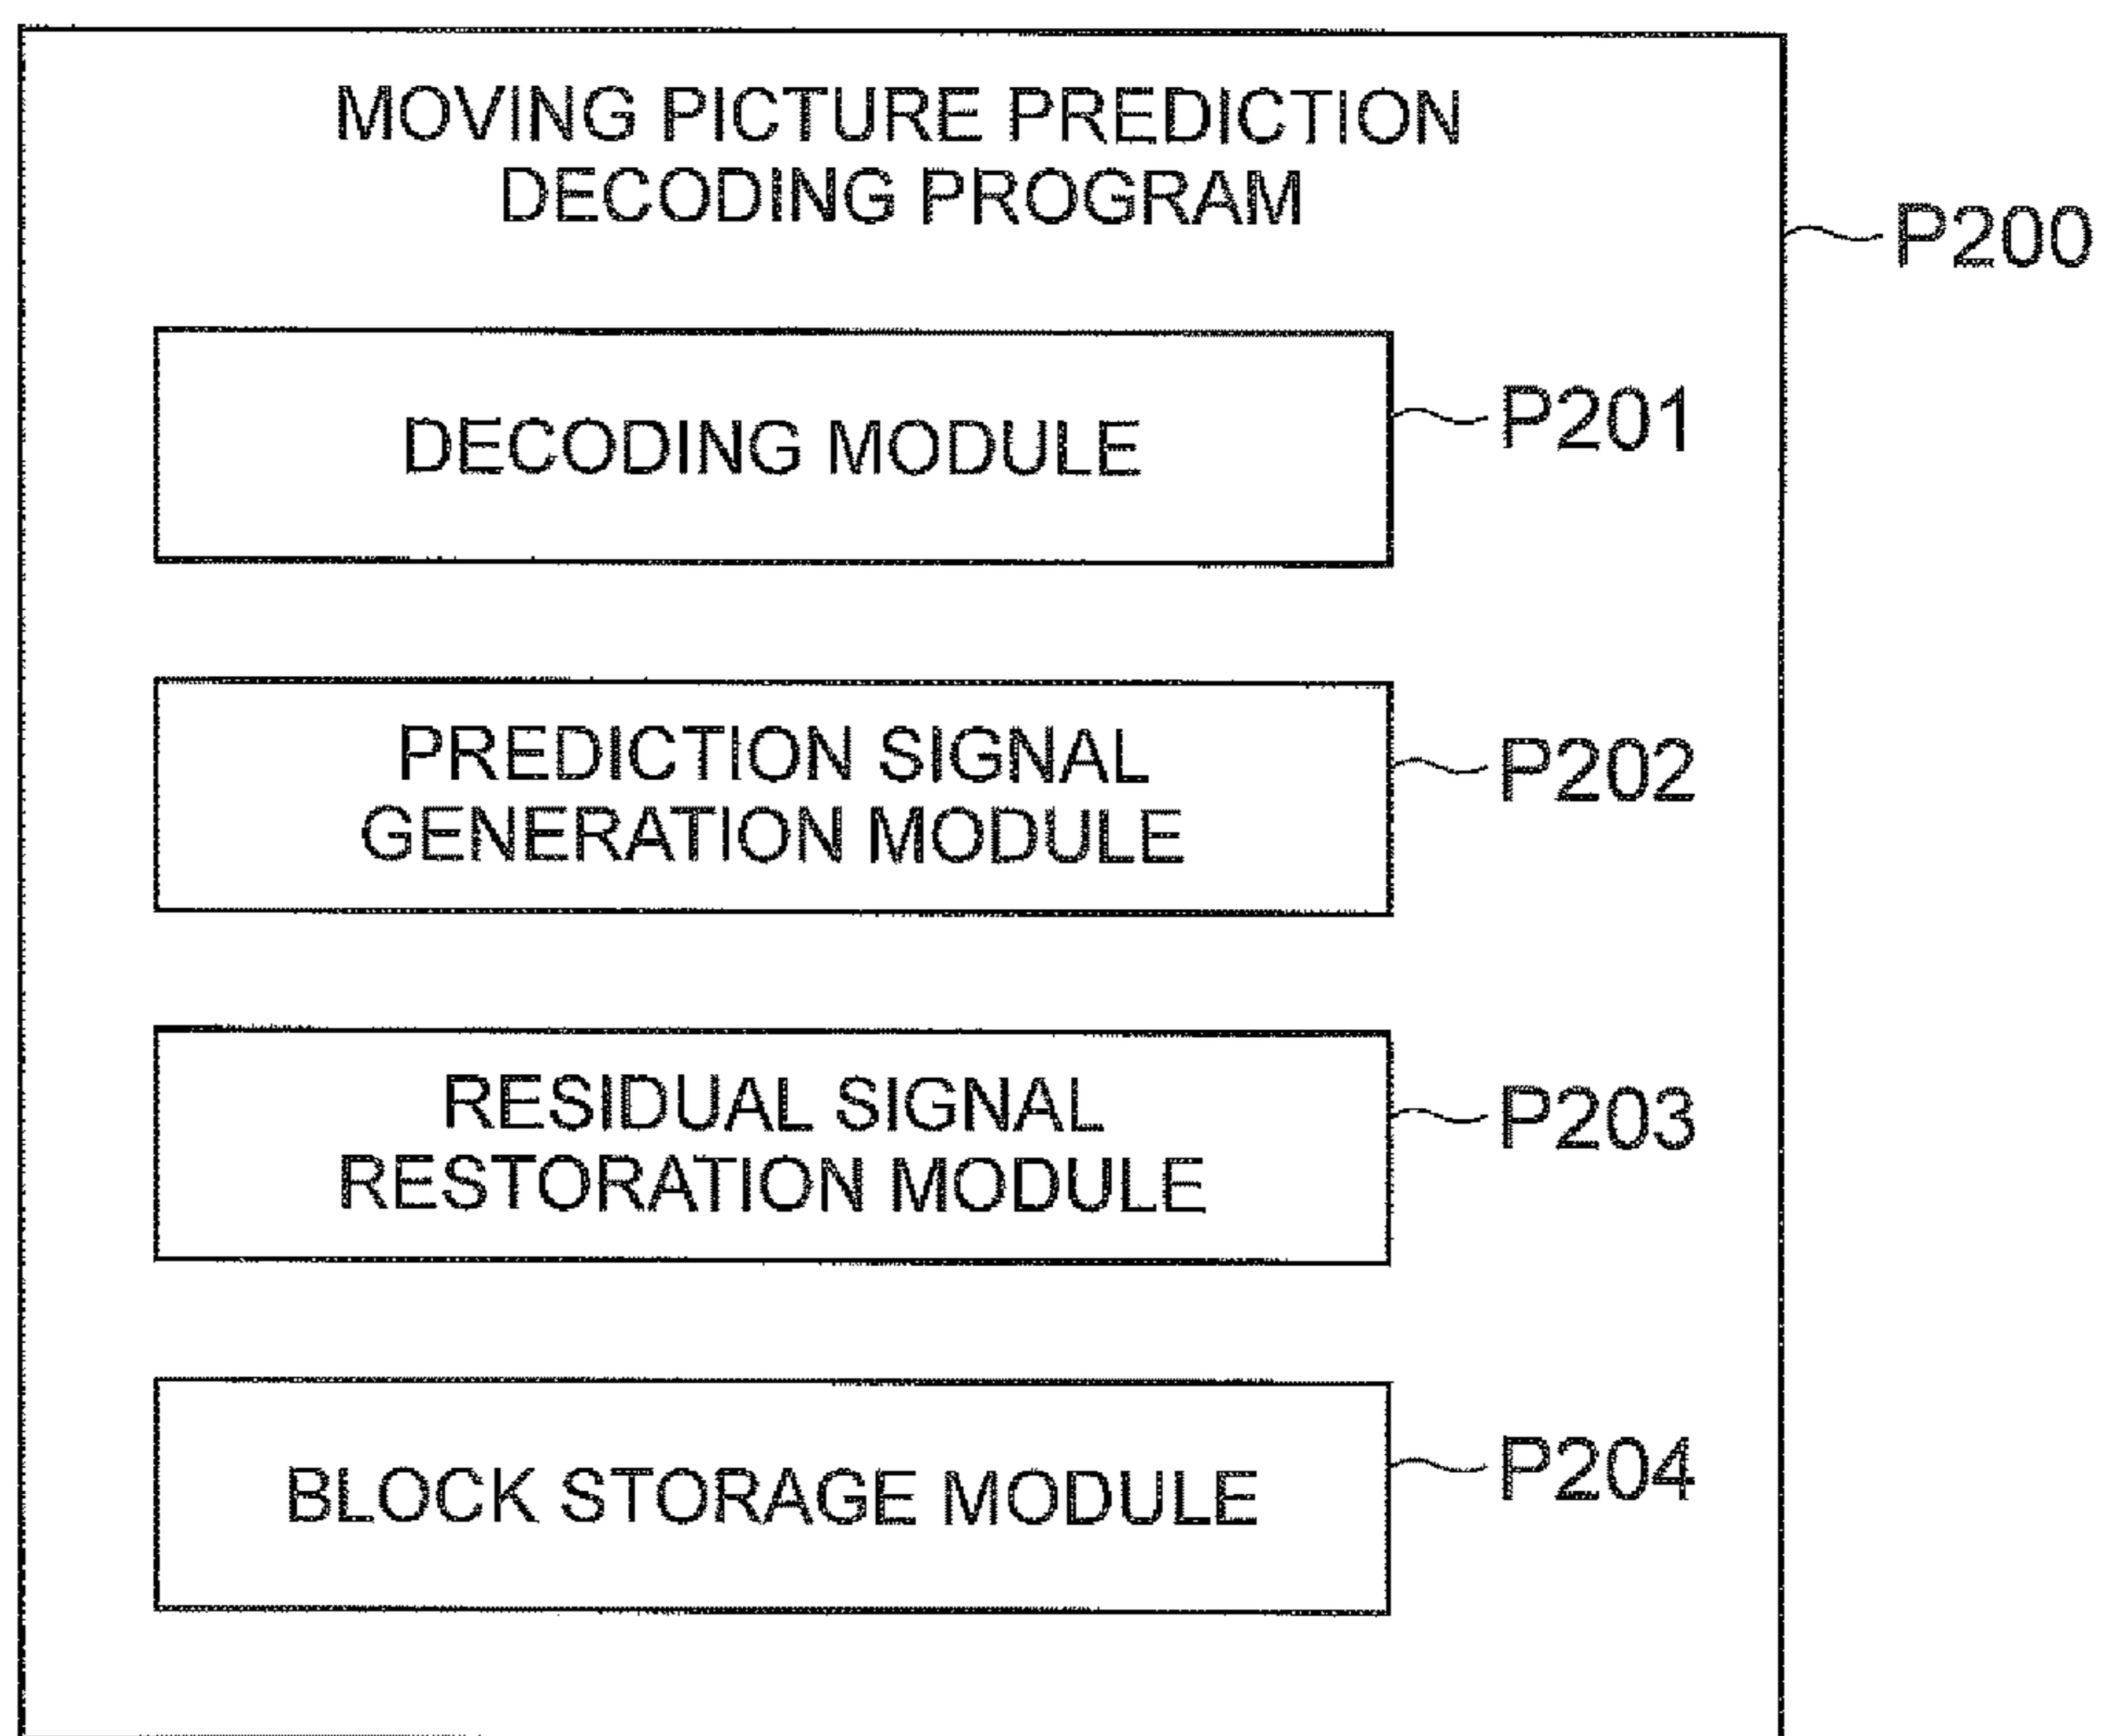 MOVING PICTURE PREDICTION
DECODING PROGRAM
P200
DECODING MODULE
P201
PREDICTION SIGNAL
GENERATION MODULE
P202
RESIDUAL SIGNAL
RESTORATION MODULE
P203
BLOCK STORAGE MODULE
P204